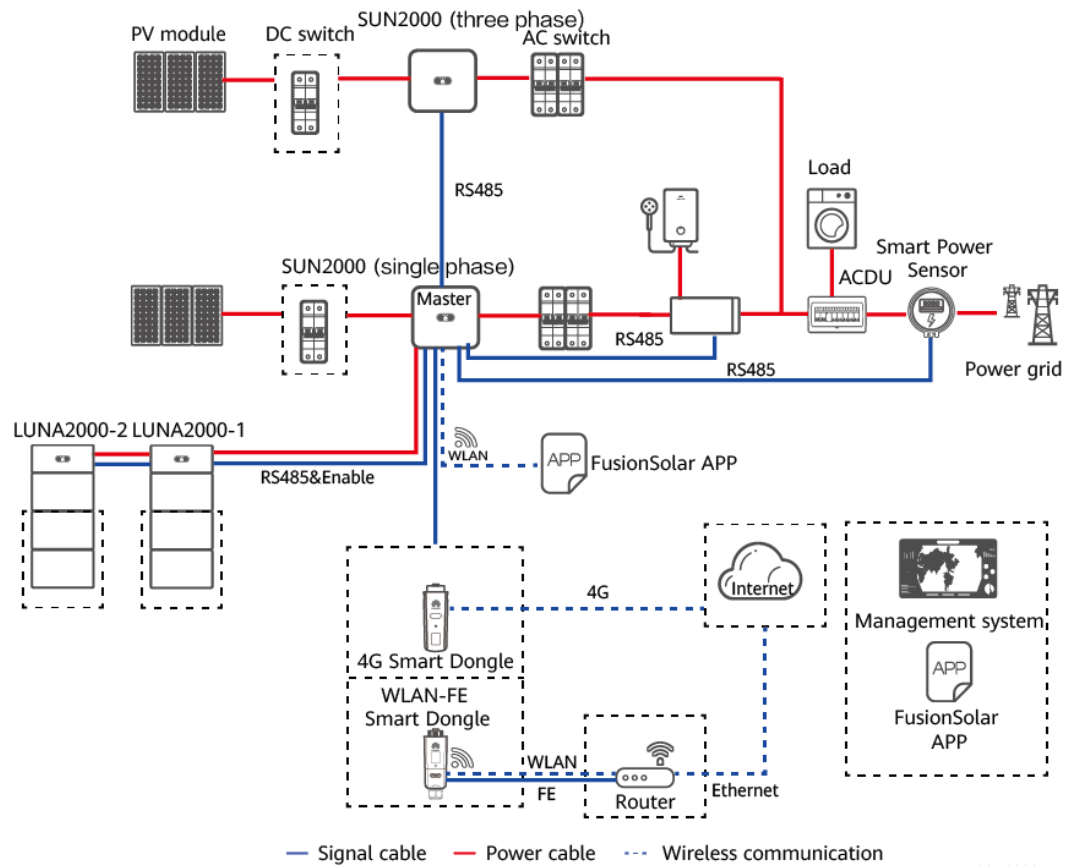 SUN2000 (three phase)
PV module
DC switch
AC switch
RS485
Load
Smart Power
Sensor
SUN2000 (single phase)
ACDU
Master
RS485
RS485
Power grid
LUNA2000-2
LUNA2000-1
WLAN
APP
FusionSolar APP
RS485&Enable
Internet
4G
Management system
4G Smart Dongle
APP
WLAN-FE
Smart Dongle
FusionSolar
APP
WLAN
FE
Router
Ethernet
Signal cable
Power cable
Wireless communication